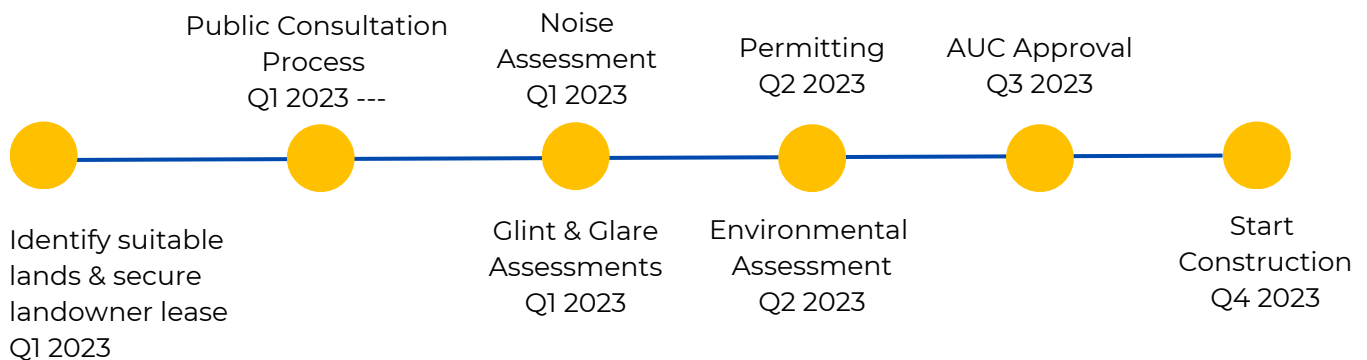 Public Consultation
Process
Q1 2023 ---
Noise
Assessment
Q1 2023
Permitting
Q2 2023
AUC Approval
Q3 2023
Identify suitable
lands & secure
landowner lease
Q1 2023
Glint & Glare
Assessments
Q1 2023
Environmental
Assessment
Q2 2023
Start
Construction
Q4 2023